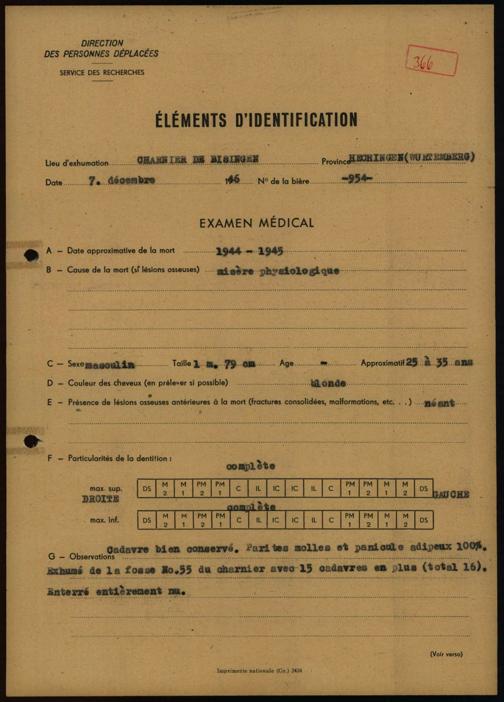 DIRECTION
DES PERSONNES DÉPLACÉES
SERVICE DES RECHERCHES
366
ÉLÉMENTS D'IDENTIFICATION
Lieu d'exhumation CHARNIER DE BISINGEN Province HECHINGEN(WURTEMBERG)
Date 7. décembre 196 N° de la bière -954-
EXAMEN MÉDICAL
A – Date approximative de la mort 1944 - 1945
B – Cause de la mort (si lésions osseuses) misère physiologique
C – Sexe masculin Taille 1 m. 79 cm Age - Approximatif 25 à 35 ans
D – Couleur des cheveux (en prélever si possible) blonde
E – Présence de lésions osseuses antérieures à la mort (fractures consolidées, malformations, etc. . .) néant
F – Particularités de la dentition :
complète
max. sup. DS M 2 M 1 PM 2 PM 1 C IL IC IC IL C PM 1 PM 2 M 1 M 2 DS
DROITE complète GAUCHE
max. inf. DS M 2 M 1 PM 2 PM 1 C IL IC IC IL C PM 1 PM 2 M 1 M 2 DS
G – Observations Cadavre bien conservé. Parites molles et panicule adipeux 100%.
Exhumé de la fosse No.55 du charnier avec 15 cadavres en plus (total 16).
Enterré entièrement nu.
(Voir verso)
Imprimerie nationale (Co.) 2434